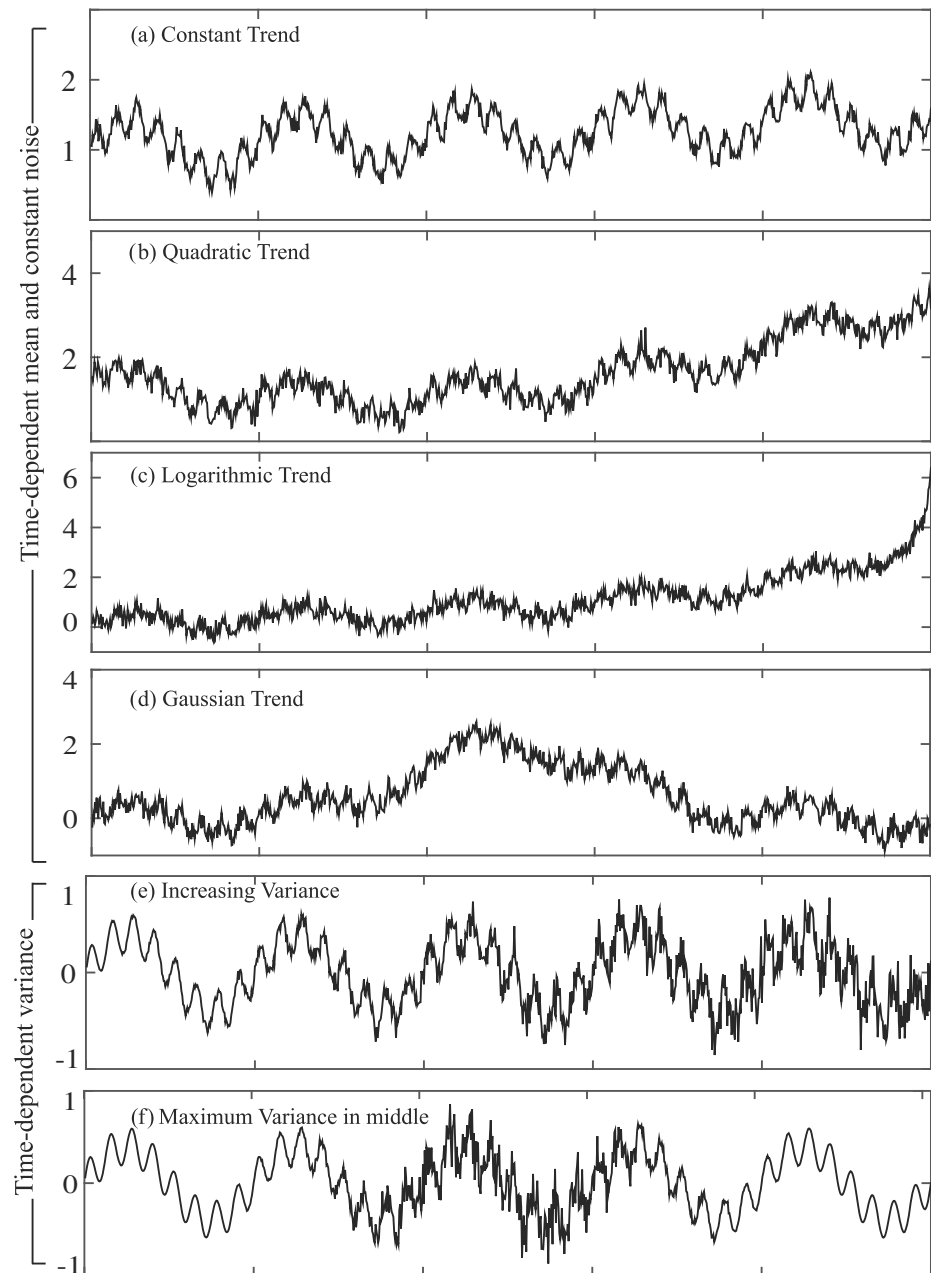 Time-dependent mean and constant noise
(a) Constant Trend
2
1
(b) Quadratic Trend
4
2
(c) Logarithmic Trend
6
4
2
0
(d) Gaussian Trend
4
2
0
Time-dependent variance
(e) Increasing Variance
1
0
-1
(f) Maximum Variance in middle
1
0
-1